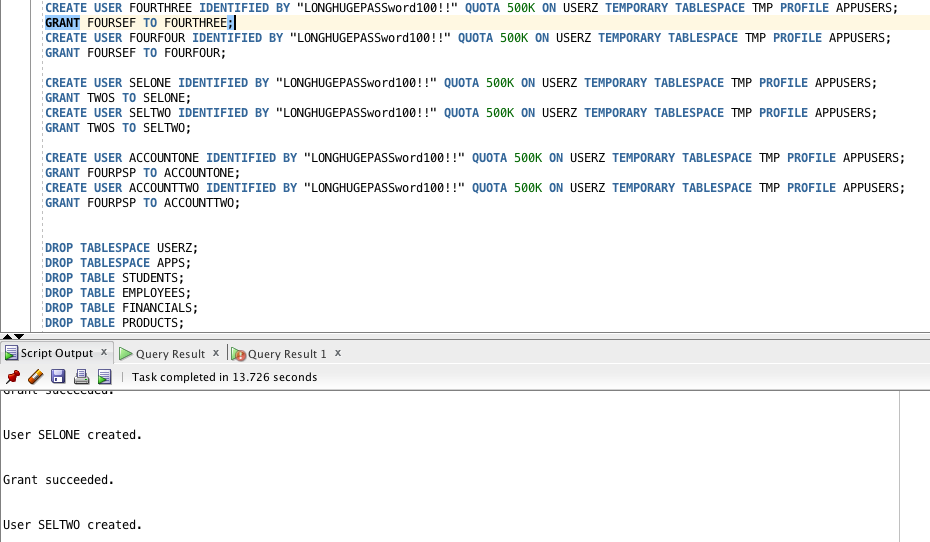 CREATE USER FOURTHREE IDENTIFIED BY "LONGHUGEPASSword100!!" QUOTA 500K ON USERZ TEMPORARY TABLESPACE TMP PROFILE APPUSERS;
GRANT FOURSEF TO FOURTHREE;
CREATE USER FOURFOUR IDENTIFIED BY "LONGHUGEPASSword100!!" QUOTA 500K ON USERZ TEMPORARY TABLESPACE TMP PROFILE APPUSERS;
GRANT FOURSEF TO FOURFOUR;
CREATE USER SELONE IDENTIFIED BY "LONGHUGEPASSword100!!" QUOTA 500K ON USERZ TEMPORARY TABLESPACE TMP PROFILE APPUSERS;
GRANT TWOS TO SELONE;
CREATE USER SELTWO IDENTIFIED BY "LONGHUGEPASSword100!!" QUOTA 500K ON USERZ TEMPORARY TABLESPACE TMP PROFILE APPUSERS;
GRANT TWOS TO SELTWO;
CREATE USER ACCOUNTONE IDENTIFIED BY "LONGHUGEPASSword100!!" QUOTA 500K ON USERZ TEMPORARY TABLESPACE TMP PROFILE APPUSERS;
GRANT FOURPSP TO ACCOUNTONE;
CREATE USER ACCOUNTTWO IDENTIFIED BY "LONGHUGEPASSword100!!" QUOTA 500K ON USERZ TEMPORARY TABLESPACE TMP PROFILE APPUSERS;
GRANT FOURPSP TO ACCOUNTTWO;
DROP TABLESPACE USERZ;
DROP TABLESPACE APPS;
DROP TABLE STUDENTS;
DROP TABLE EMPLOYEES;
DROP TABLE FINANCIALS;
DROP TABLE PRODUCTS;
Script Output x Query Result x Query Result 1 x
Task completed in 13.726 seconds
Grant succeeded.
User SELONE created.
Grant succeeded.
User SELTWO created.